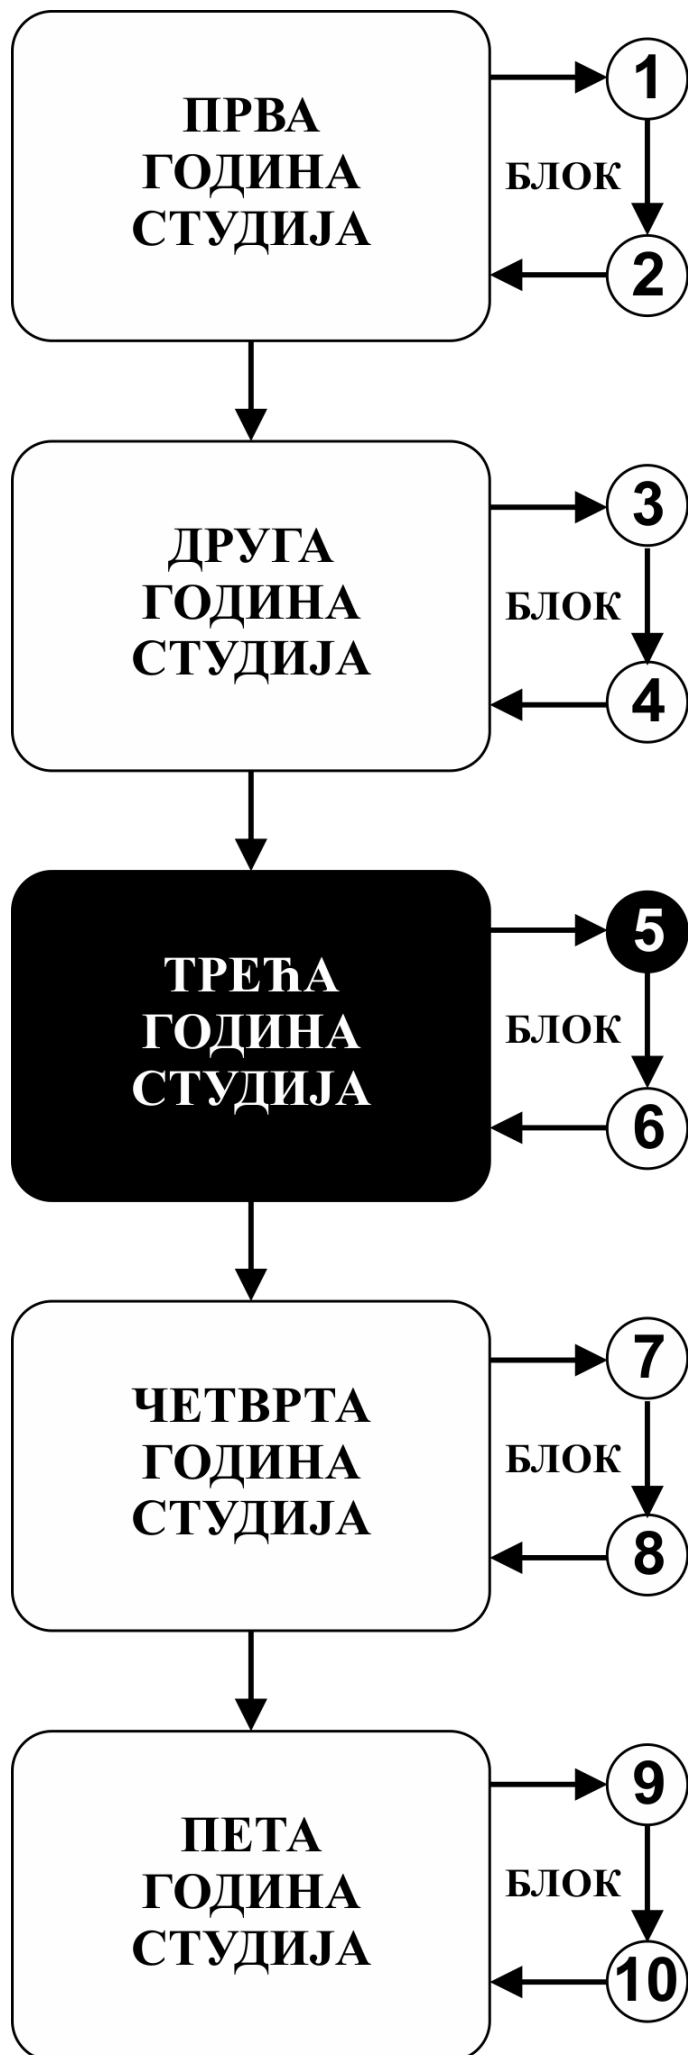 ПРВА
ГОДИНА
СТУДИЈА
1
БЛОК
2
ДРУГА
ГОДИНА
СТУДИЈА
3
БЛОК
4
ТРЕЋА
ГОДИНА
СТУДИЈА
5
БЛОК
6
ЧЕТВРТА
ГОДИНА
СТУДИЈА
7
БЛОК
8
ПЕТА
ГОДИНА
СТУДИЈА
9
БЛОК
10